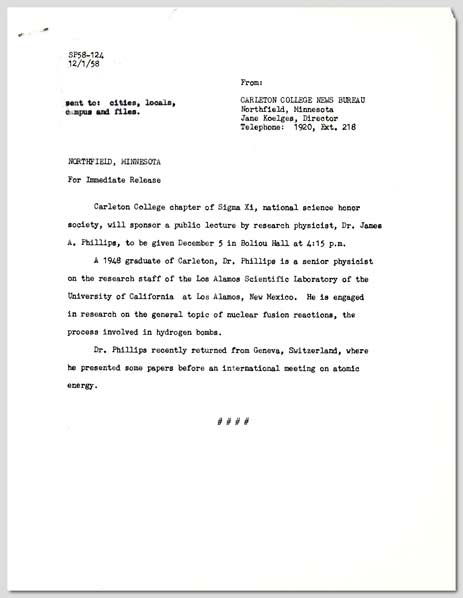 SP58-124
12/1/58
From:
sent to: cities, locals,
campus and files.
CARLETON COLLEGE NEWS BUREAU
Northfield, Minnesota
Jane Koelges, Director
Telephone: 1920, Ext. 218
NORTHFIELD, MINNESOTA
For Immediate Release
Carleton College chapter of Sigma Xi, national science honor
society, will sponsor a public lecture by research physicist, Dr. James
A. Phillips, to be given December 5 in Boliou Hall at 4:15 p.m.
A 1948 graduate of Carleton, Dr. Phillips is a senior physicist
on the research staff of the Los Alamos Scientific Laboratory of the
University of California at Los Alamos, New Mexico. He is engaged
in research on the general topic of nuclear fusion reactions, the
process involved in hydrogen bombs.
Dr. Phillips recently returned from Geneva, Switzerland, where
he presented some papers before an international meeting on atomic
energy.
# # # #